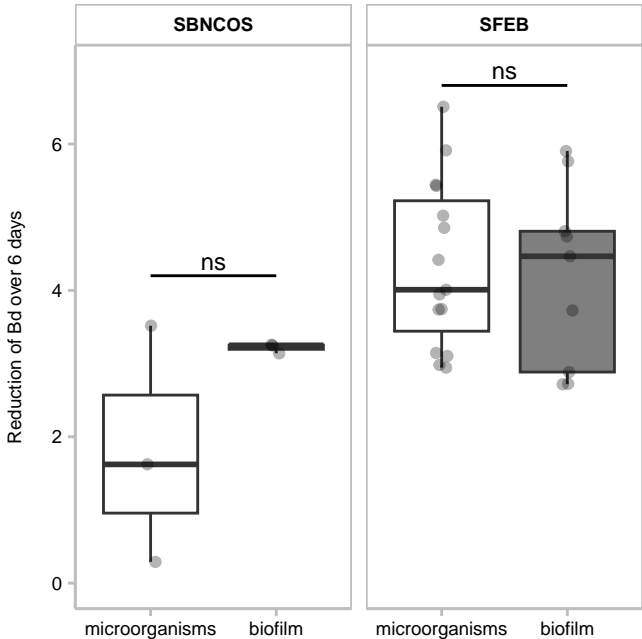 SBNCOS
SFEB
Reduction of Bd over 6 days
6
4
2
0
ns
ns
microorganisms
biofilm
microorganisms
biofilm